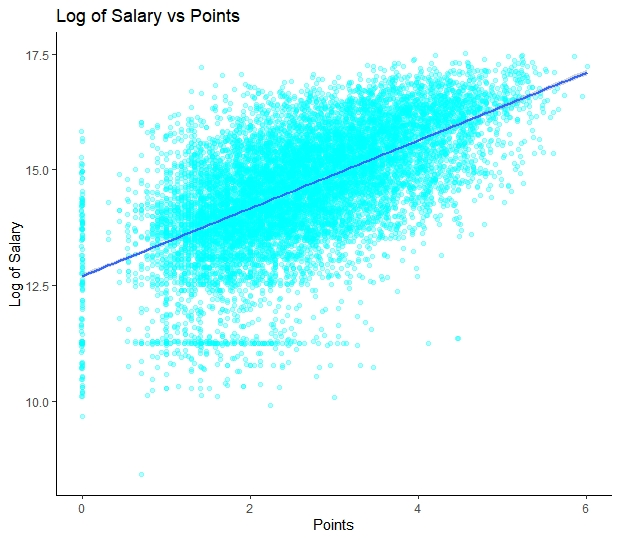 Log of Salary vs Points
17.5
15.0
12.5
10.0
Log of Salary
0 2 4 6
Points